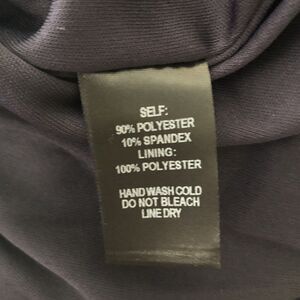 SELF:
90% POLYESTER
10% SPANDEX
LINING:
100% POLYESTER
HAND WASH COLD
DO NOT BLEACH
LINE DRY